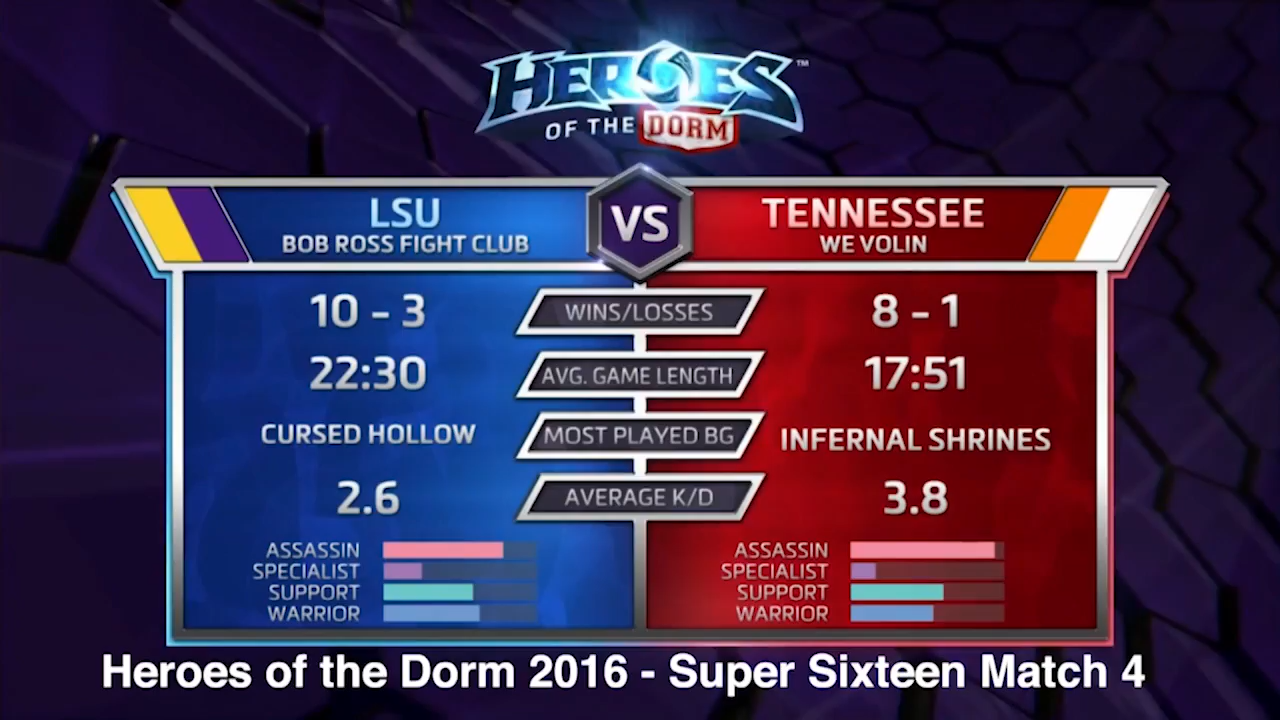 HEROES™
OF THE DORM
LSU
BOB ROSS FIGHT CLUB
VS
TENNESSEE
WE VOLIN
10 - 3 WINS/LOSSES 8 - 1
22:30 AVG. GAME LENGTH 17:51
CURSED HOLLOW MOST PLAYED BG INFERNAL SHRINES
2.6 AVERAGE K/D 3.8
ASSASSIN
SPECIALIST
SUPPORT
WARRIOR
ASSASSIN
SPECIALIST
SUPPORT
WARRIOR
Heroes of the Dorm 2016 - Super Sixteen Match 4